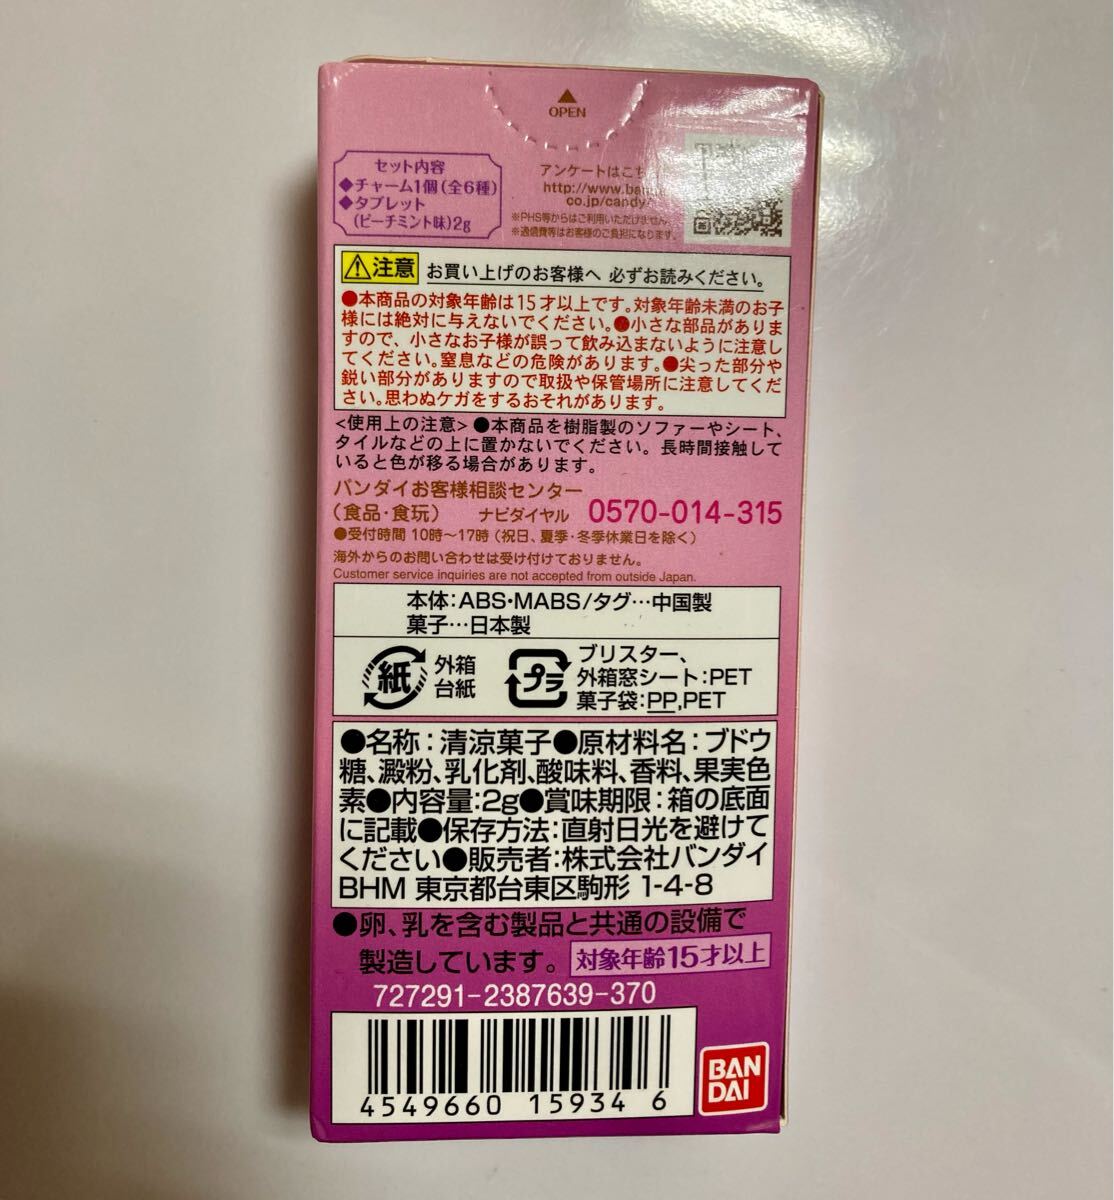 OPEN
セット内容
◆チャーム1個(全6種)
◆タブレット
(ピーチミント味)2g
アンケートはこち
http://www.ban
co.jp/candy/
※PHS等からはご利用いただけません。
※通信費等はお客様のご負担になります。
注意 お買い上げのお客様へ 必ずお読みください。
●本商品の対象年齢は15才以上です。対象年齢未満のお子
様には絶対に与えないでください。●小さな部品がありま
すので、小さなお子様が誤って飲み込まないように注意し
てください。窒息などの危険があります。●尖った部分や
鋭い部分がありますので取扱や保管場所に注意してくだ
さい。思わぬケガをするおそれがあります。
<使用上の注意>●本商品を樹脂製のソファーやシート、
タイルなどの上に置かないでください。長時間接触して
いると色が移る場合があります。
バンダイお客様相談センター
(食品・食玩) ナビダイヤル 0570-014-315
●受付時間 10時〜17時(祝日、夏季・冬季休業日を除く)
海外からのお問い合わせは受け付けておりません。
Customer service inquiries are not accepted from outside Japan.
本体:ABS・MABS/タグ…中国製
菓子…日本製
紙 外箱
台紙
プラ ブリスター、
外箱窓シート:PET
菓子袋:PP,PET
●名称:清涼菓子●原材料名:ブドウ
糖、澱粉、乳化剤、酸味料、香料、果実色
素●内容量:2g●賞味期限:箱の底面
に記載●保存方法:直射日光を避けて
ください●販売者:株式会社バンダイ
BHM 東京都台東区駒形 1-4-8
●卵、乳を含む製品と共通の設備で
製造しています。 対象年齢15才以上
727291-2387639-370
4549660 15934 6
BAN
DAI